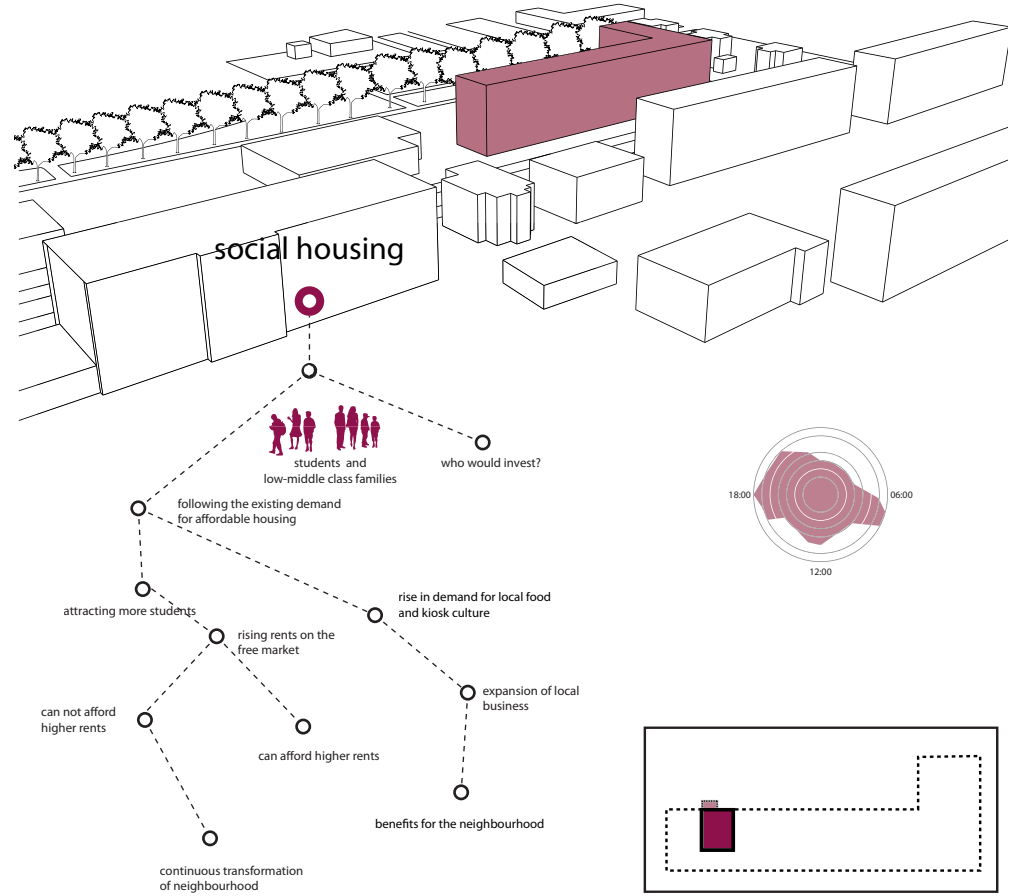 social housing
students and
low-middle class families
who would invest?
following the existing demand
for affordable housing
18:00
06:00
12:00
attracting more students
rise in demand for local food
and kiosk culture
rising rents on the
free market
can not afford
higher rents
expansion of local
business
can afford higher rents
benefits for the neighbourhood
continuous transformation
of neighbourhood